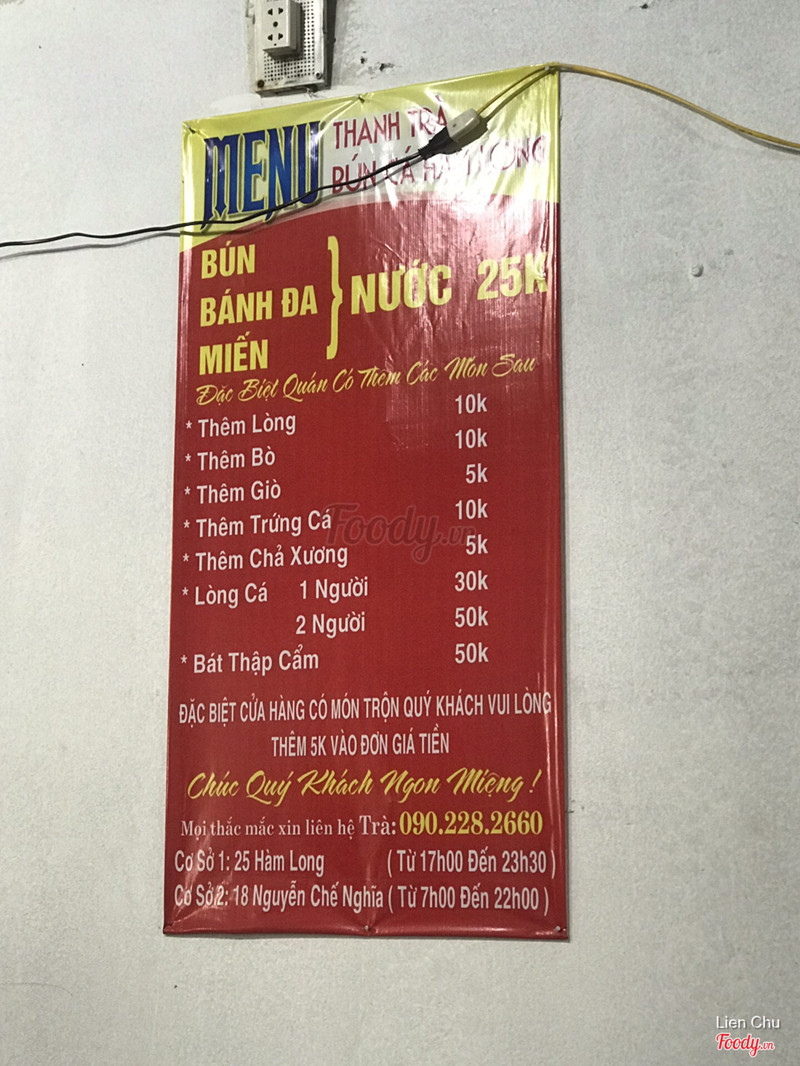 MENU THANH TRÀ
BÚN CÁ
BÚN
BÁNH ĐA } NƯỚC 25K
MIẾN
Đặc Biệt Quán Có Thêm Các Món Sau
* Thêm Lòng 10k
* Thêm Bò 10k
* Thêm Giò 5k
* Thêm Trứng Cá 10k
* Thêm Chả Xương 5k
* Lòng Cá 1 Người 30k
2 Người 50k
* Bát Thập Cẩm 50k
ĐẶC BIỆT CỬA HÀNG CÓ MÓN TRỘN QUÝ KHÁCH VUI LÒNG
THÊM 5K VÀO ĐƠN GIÁ TIỀN
Chúc Quý Khách Ngon Miệng !
Mọi thắc mắc xin liên hệ Trà: 090.228.2660
Cơ Sở 1: 25 Hàm Long ( Từ 17h00 Đến 23h30 )
Cơ Sở 2: 18 Nguyễn Chế Nghĩa ( Từ 7h00 Đến 22h00 )
Foody.vn
Lien Chu
Foody.vn